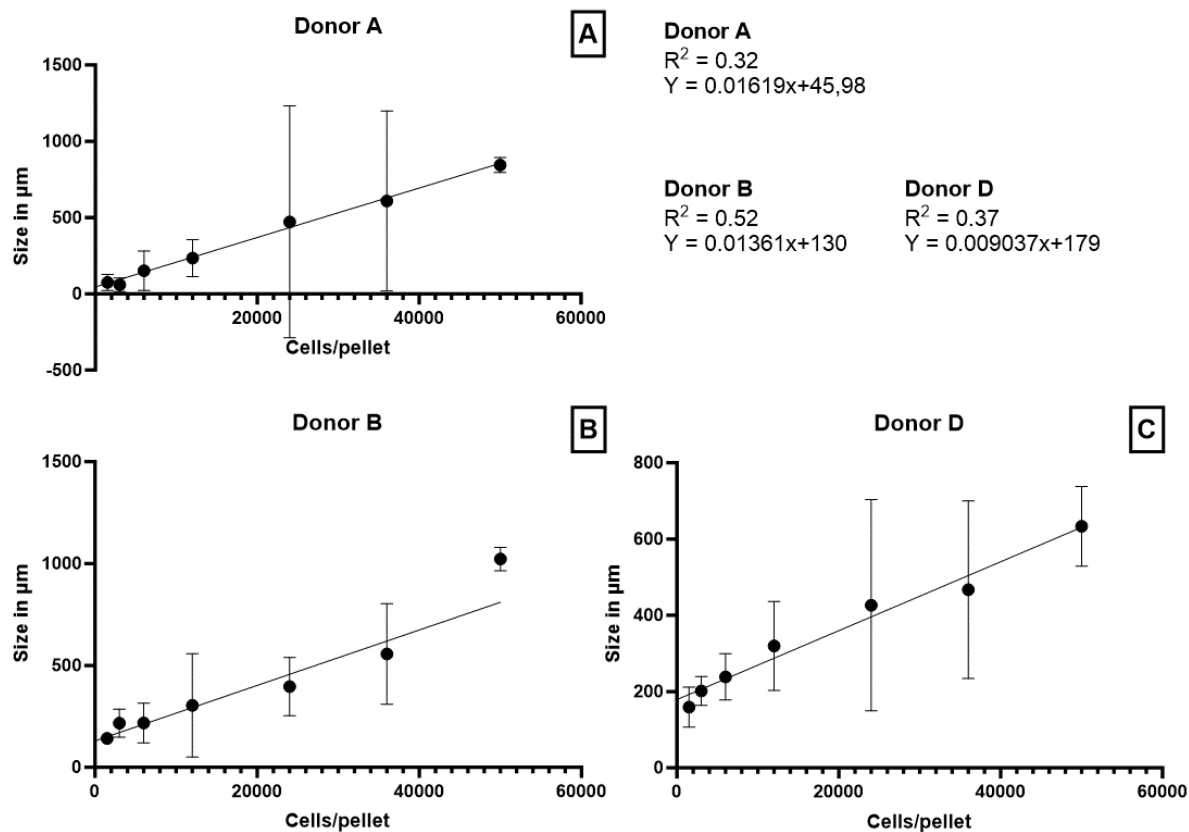 Donor A
A
1500
1000
500
0
-500
20000
40000
60000
Size in µm
Cells/pellet
Donor A
R² = 0.32
Y = 0.01619x+45,98
Donor B
R² = 0.52
Y = 0.01361x+130
Donor D
R² = 0.37
Y = 0.009037x+179
Donor B
B
1500
1000
500
0
0
20000
40000
60000
Size in µm
Cells/pellet
Donor D
C
800
600
400
200
0
0
20000
40000
60000
Size in µm
Cells/pellet